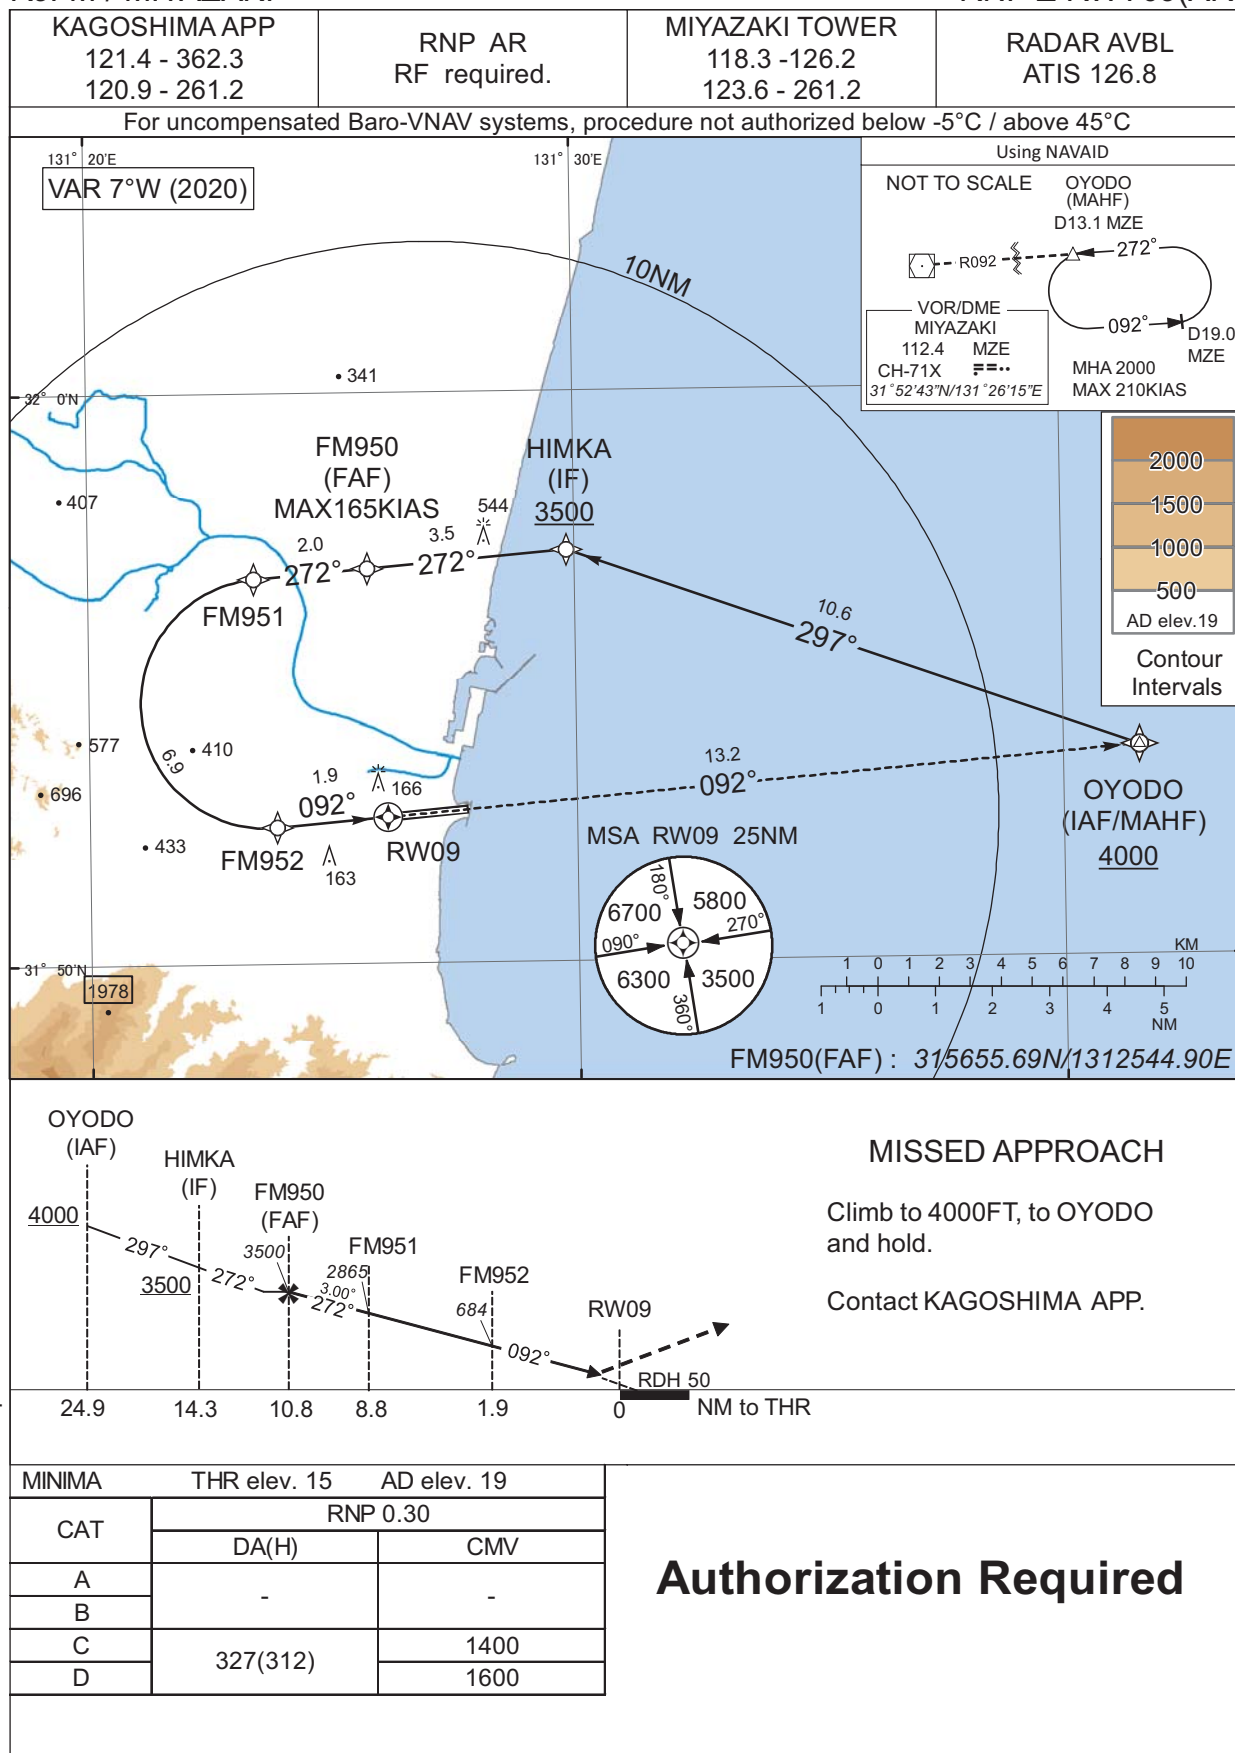 KAGOSHIMA APP
121.4 - 362.3
120.9 - 261.2
RNP AR
RF required.
MIYAZAKI TOWER
118.3 -126.2
123.6 - 261.2
RADAR AVBL
ATIS 126.8
For uncompensated Baro-VNAV systems, procedure not authorized below -5°C / above 45°C
131° 20'E
131° 30'E
VAR 7°W (2020)
Using NAVAID
NOT TO SCALE
OYODO
(MAHF)
D13.1 MZE
R092
272°
092°
D19.0
MZE
VOR/DME
MIYAZAKI
112.4 MZE
CH-71X
31°52'43"N/131°26'15"E
MHA 2000
MAX 210KIAS
10NM
341
32° 0'N
407
FM950
(FAF)
MAX165KIAS
HIMKA
(IF)
3500
544
2.0
272°
3.5
272°
FM951
10.6
297°
2000
1500
1000
500
AD elev.19
Contour
Intervals
577
410
6.9
696
433
1.9
092°
166
13.2
092°
OYODO
(IAF/MAHF)
4000
FM952
163
RW09
MSA RW09 25NM
180°
6700
5800
270°
090°
6300
3500
360°
31° 50'N
1978
KM
1 0 1 2 3 4 5 6 7 8 9 10
1 0 1 2 3 4 5
NM
FM950(FAF) : 315655.69N/1312544.90E
OYODO
(IAF)
HIMKA
(IF)
FM950
(FAF)
FM951
FM952
RW09
4000
297°
3500
272°
3500
2865
3.00°
272°
684
092°
RDH 50
24.9
14.3
10.8
8.8
1.9
0
NM to THR
MISSED APPROACH
Climb to 4000FT, to OYODO
and hold.
Contact KAGOSHIMA APP.
MINIMA THR elev. 15 AD elev. 19
CAT
RNP 0.30
DA(H) CMV
A
B
- -
C
D
327(312)
1400
1600
Authorization Required